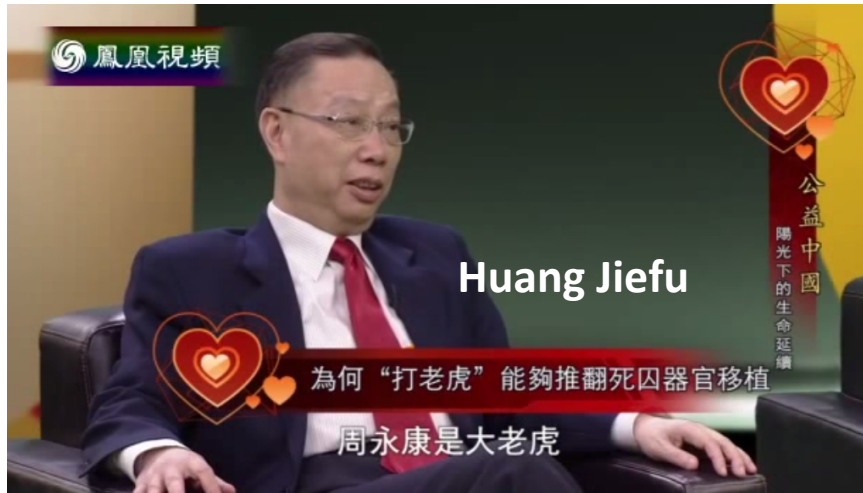 鳳凰視頻
公益中國
陽光下的生命延續
Huang Jiefu
為何“打老虎”能夠推翻死囚器官移植
周永康是大老虎